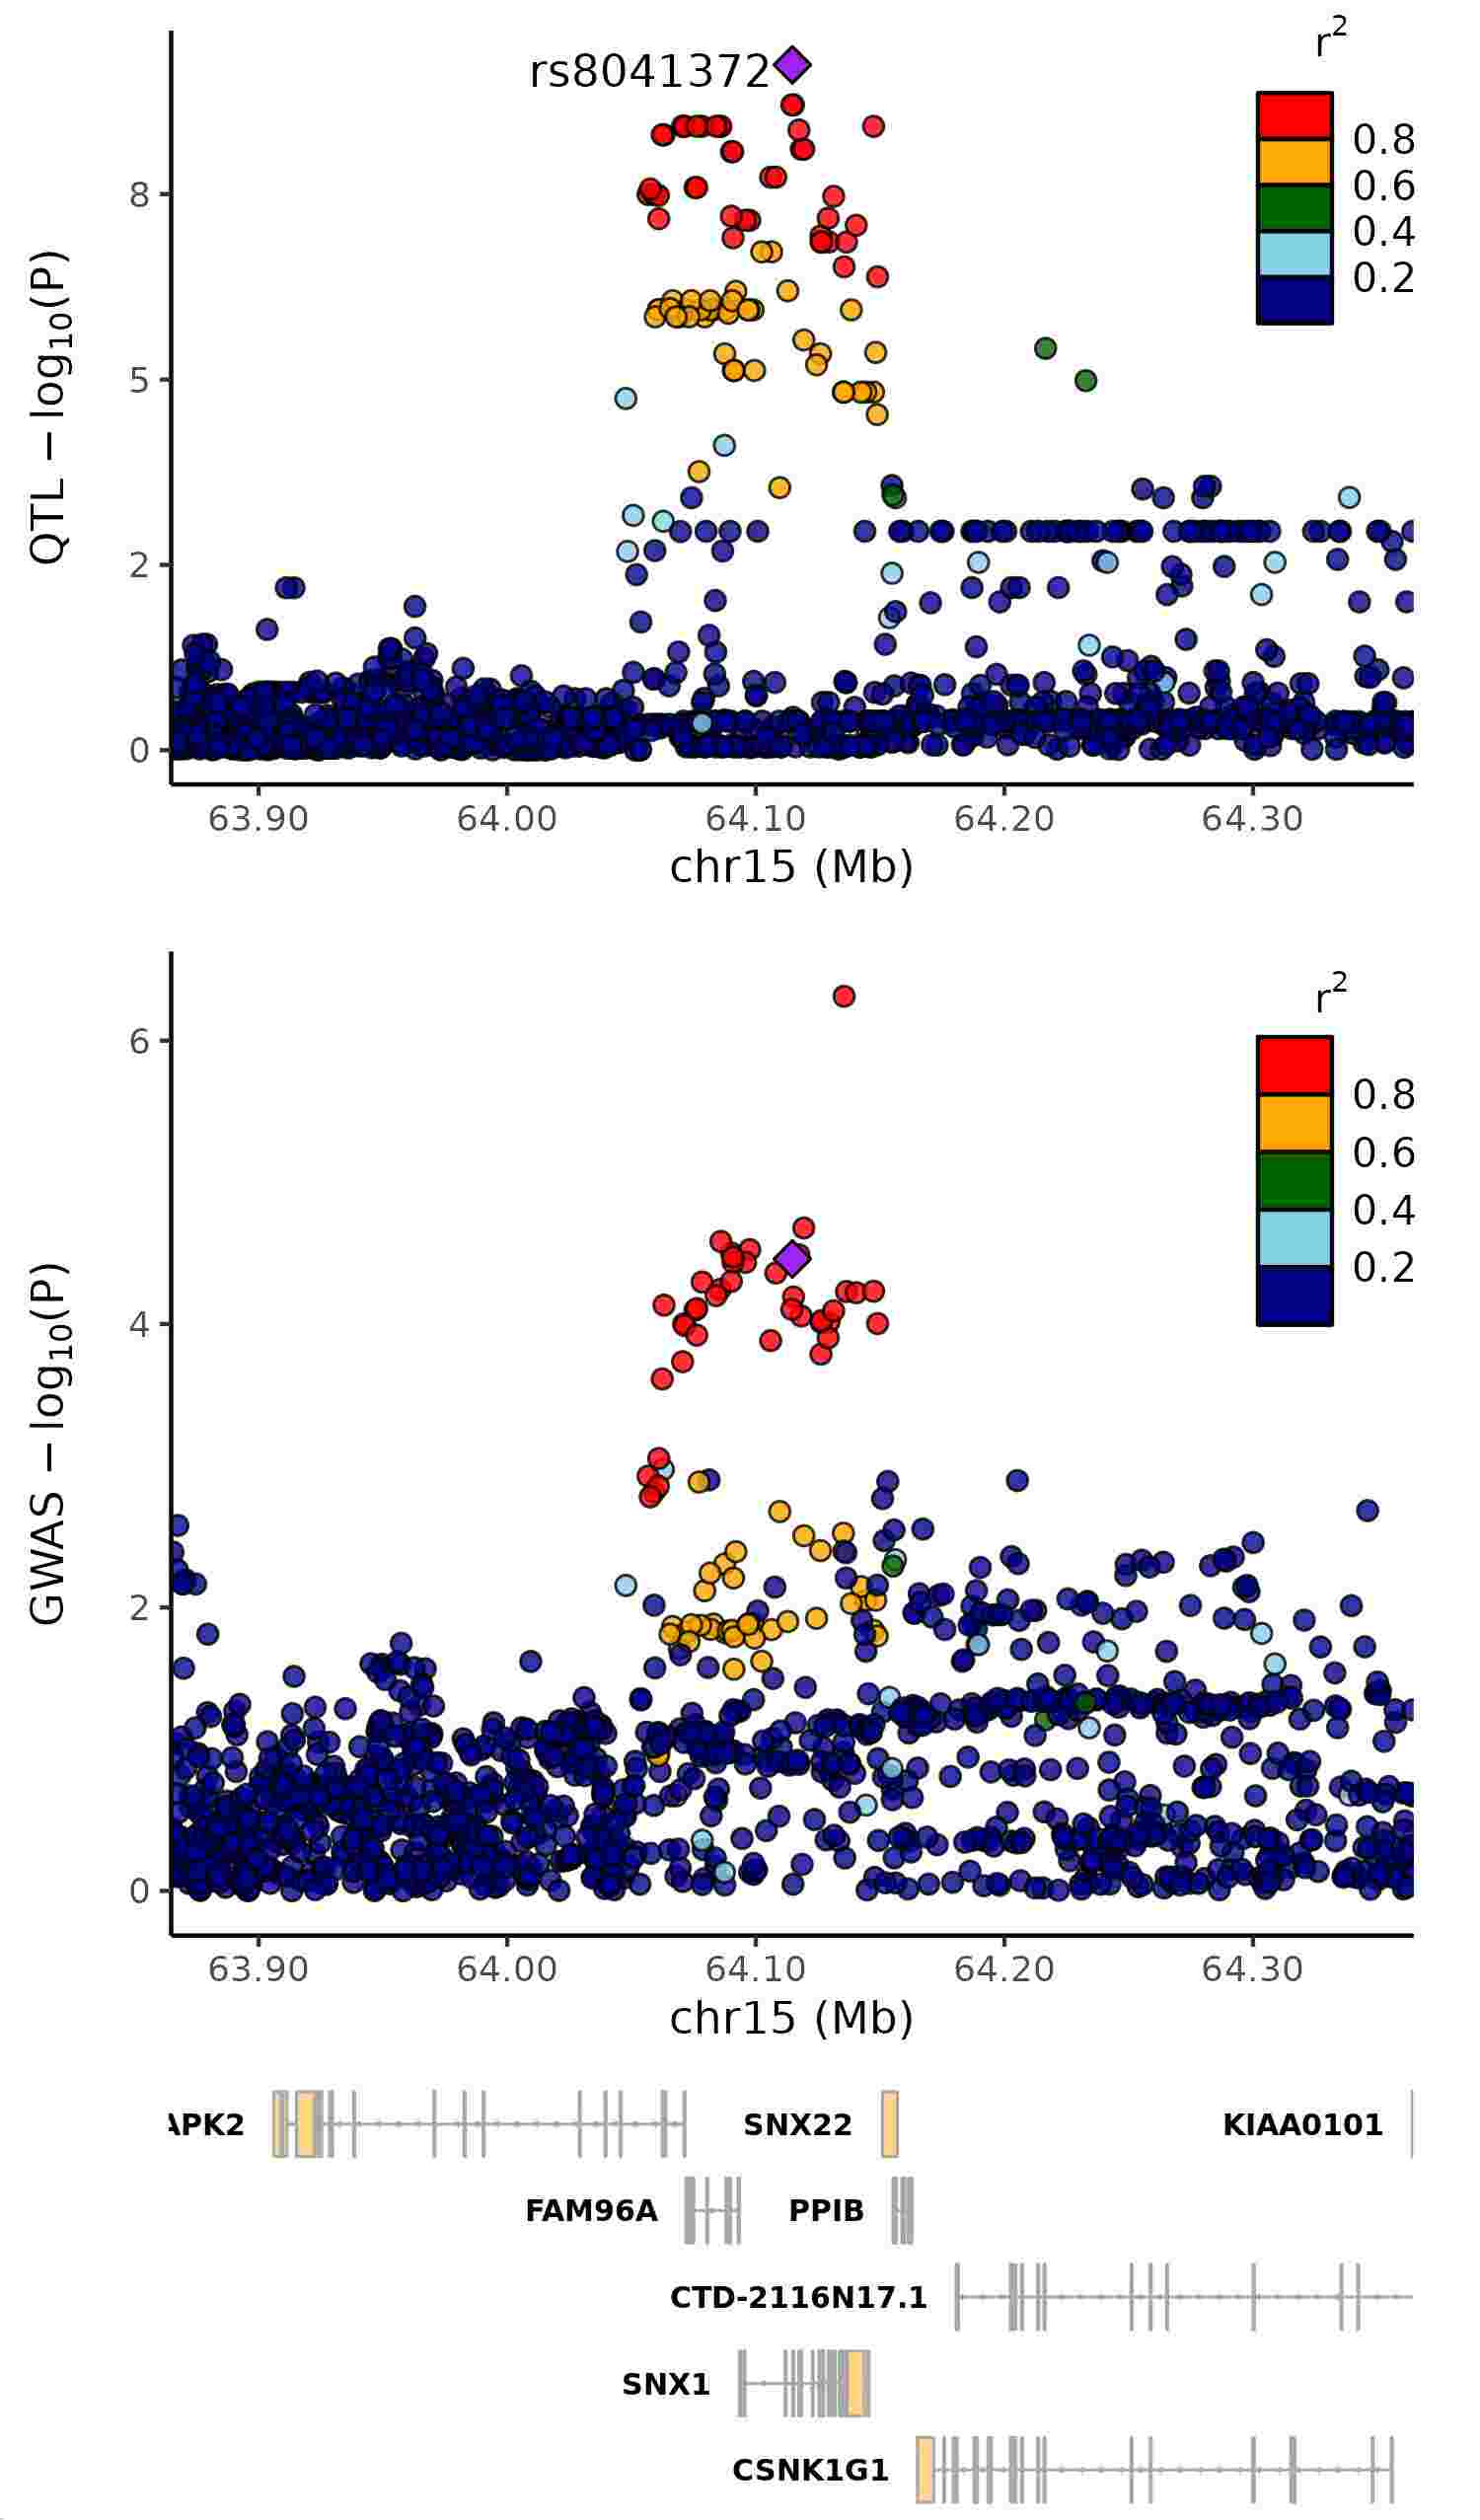 r²
rs8041372
0.8
0.6
0.4
0.2
8
5
2
0
QTL −log₁₀(P)
63.90 64.00 64.10 64.20 64.30
chr15 (Mb)
r²
0.8
0.6
0.4
0.2
6
4
2
0
GWAS −log₁₀(P)
63.90 64.00 64.10 64.20 64.30
chr15 (Mb)
APK2 SNX22 KIAA0101
FAM96A PPIB
CTD-2116N17.1
SNX1
CSNK1G1